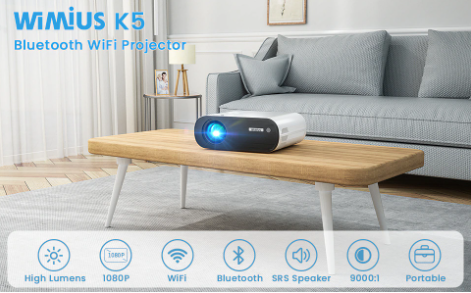 WiMiUS K5
Bluetooth WiFi Projector
1080P
High Lumens
1080P
WiFi
Bluetooth
SRS Speaker
9000:1
Portable